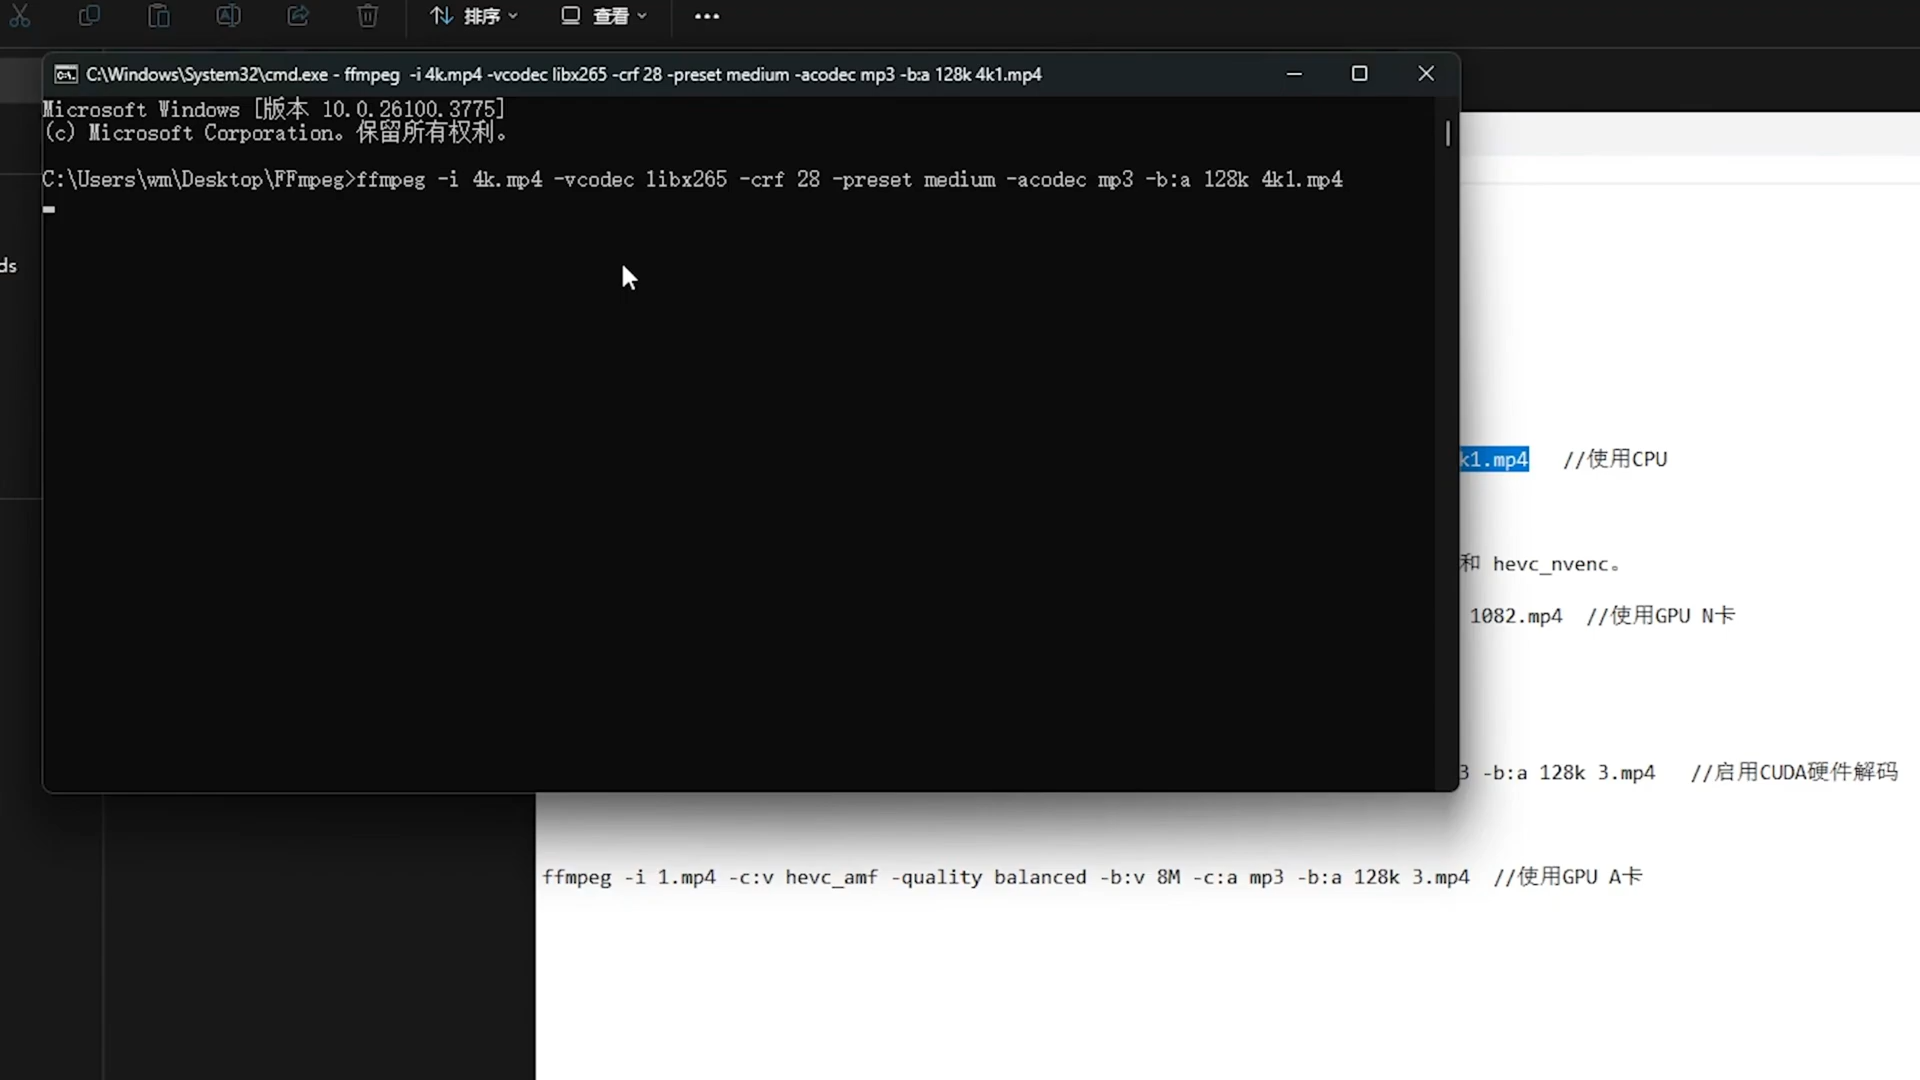 排序
查看
C:\Windows\System32\cmd.exe - ffmpeg  -i 4k.mp4 -vcodec libx265 -crf 28 -preset medium -acodec mp3 -b:a 128k 4k1.mp4
Microsoft Windows [版本 10.0.26100.3775]
(c) Microsoft Corporation。保留所有权利。
C:\Users\wm\Desktop\FFmpeg>ffmpeg -i 4k.mp4 -vcodec libx265 -crf 28 -preset medium -acodec mp3 -b:a 128k 4k1.mp4
ds
k1.mp4   //使用CPU
和 hevc_nvenc。
1082.mp4  //使用GPU N卡
3 -b:a 128k 3.mp4   //启用CUDA硬件解码
ffmpeg -i 1.mp4 -c:v hevc_amf -quality balanced -b:v 8M -c:a mp3 -b:a 128k 3.mp4  //使用GPU A卡